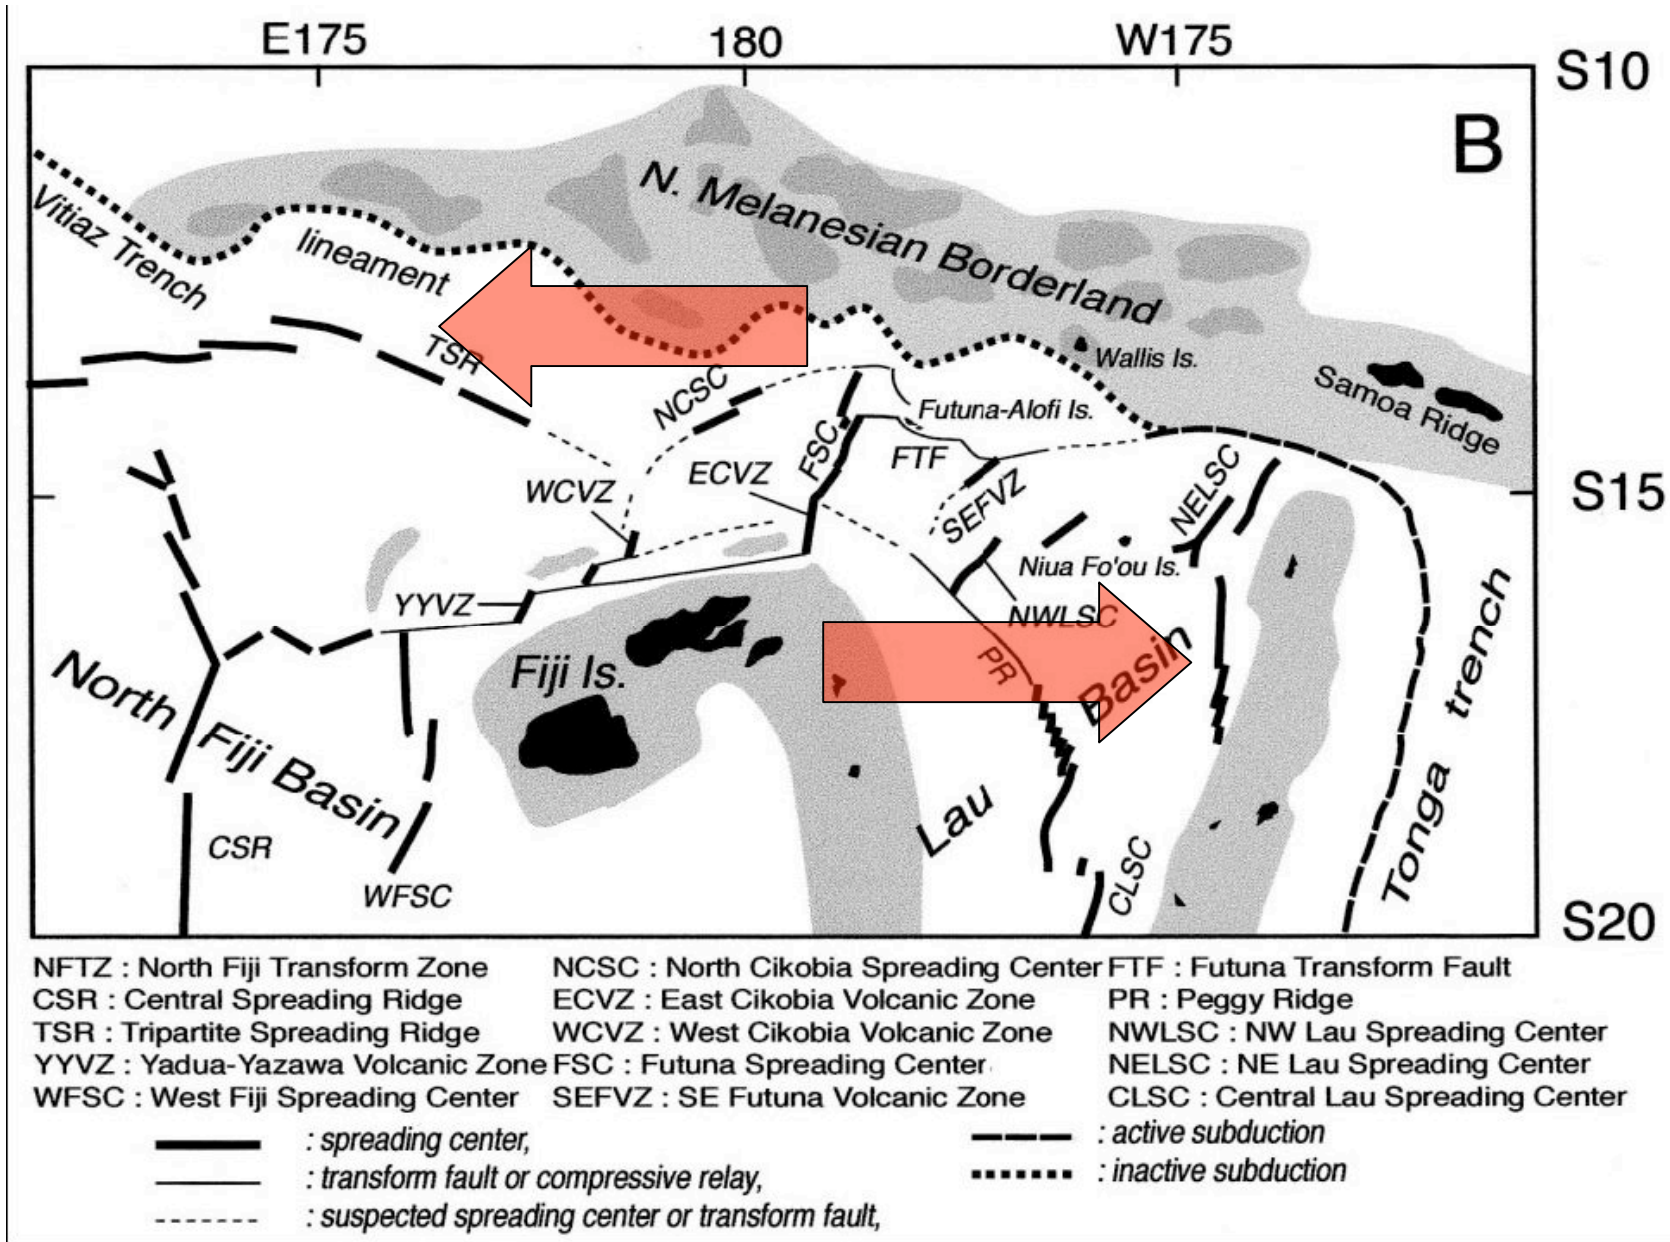 E175 180 W175
S10
B
N. Melanesian Borderland
Vitiaz Trench
lineament
TSR
Wallis Is.
Samoa Ridge
NCSC
Futuna-Alofi Is.
FSC
FTF
ECVZ
WCVZ
SEFVZ
NELSC
S15
Niua Fo'ou Is.
YYVZ
NWLSC
PR
Fiji Is.
North Fiji Basin
Lau Basin
Tonga trench
CSR
WFSC
CLSC
S20
NFTZ : North Fiji Transform Zone
CSR : Central Spreading Ridge
TSR : Tripartite Spreading Ridge
YYVZ : Yadua-Yazawa Volcanic Zone
WFSC : West Fiji Spreading Center
NCSC : North Cikobia Spreading Center
ECVZ : East Cikobia Volcanic Zone
WCVZ : West Cikobia Volcanic Zone
FSC : Futuna Spreading Center
SEFVZ : SE Futuna Volcanic Zone
FTF : Futuna Transform Fault
PR : Peggy Ridge
NWLSC : NW Lau Spreading Center
NELSC : NE Lau Spreading Center
CLSC : Central Lau Spreading Center
: spreading center,
: transform fault or compressive relay,
: suspected spreading center or transform fault,
: active subduction
: inactive subduction